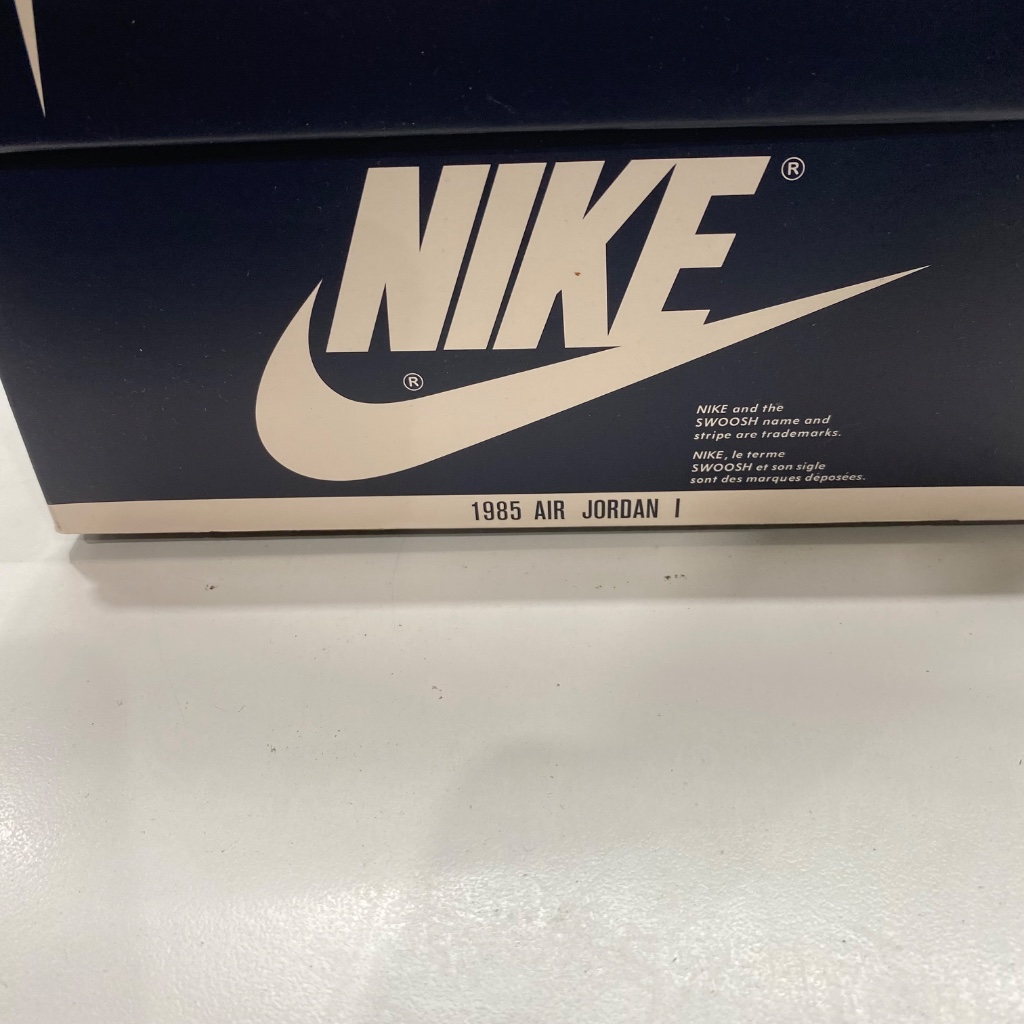 NIKE®
®
NIKE and the
SWOOSH name and
stripe are trademarks.
NIKE, le terme
SWOOSH et son sigle
sont des marques déposées.
1985 AIR JORDAN I